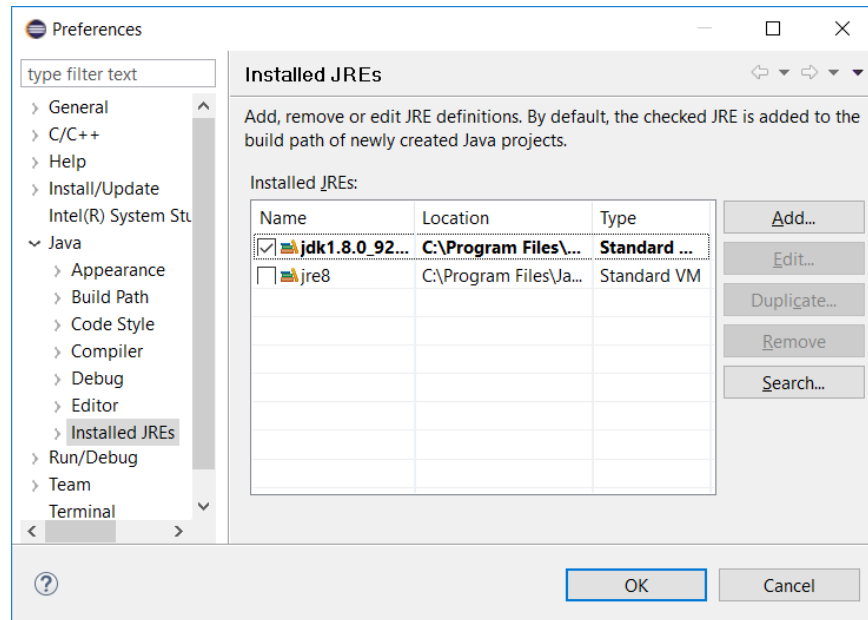 Preferences
type filter text
General
C/C++
Help
Install/Update
Intel(R) System Stu
Java
Appearance
Build Path
Code Style
Compiler
Debug
Editor
Installed JREs
Run/Debug
Team
Terminal
Installed JREs
Add, remove or edit JRE definitions. By default, the checked JRE is added to the
build path of newly created Java projects.
Installed JREs:
Name Location Type
jdk1.8.0_92... C:\Program Files\... Standard ...
jre8 C:\Program Files\Ja... Standard VM
Add...
Edit...
Duplicate...
Remove
Search...
?
OK Cancel